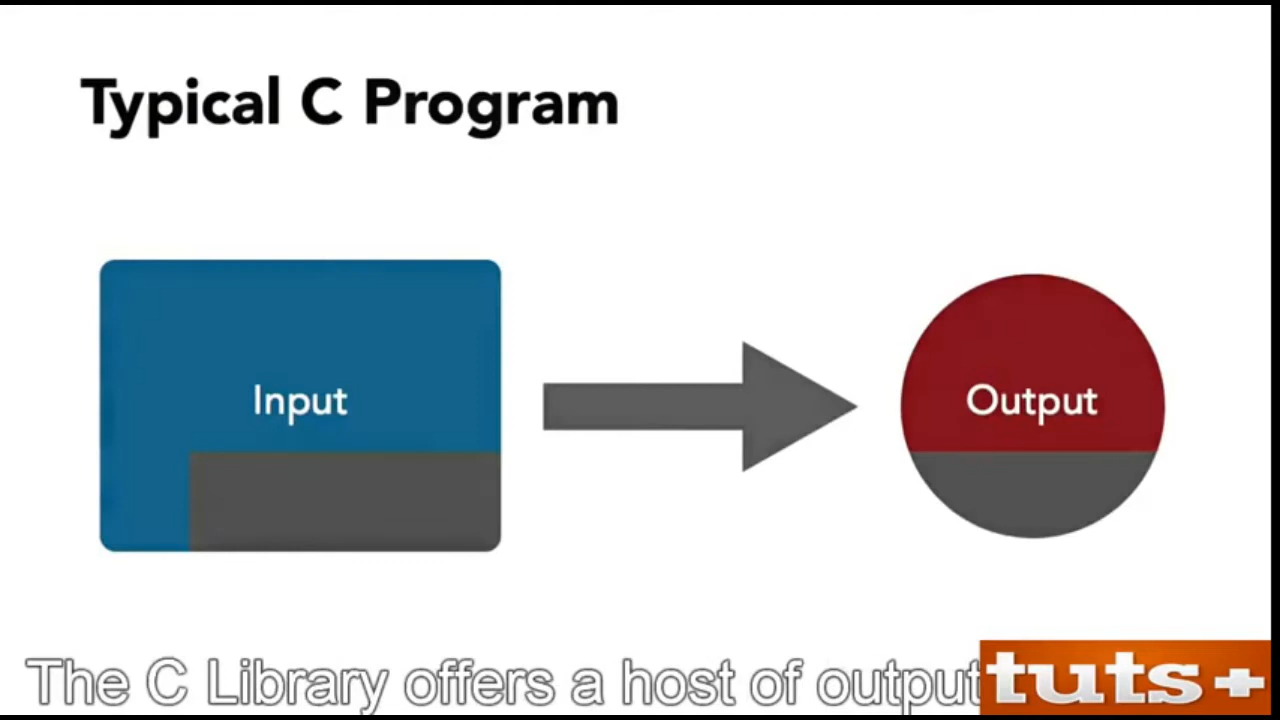 Typical C Program
Input
Output
The C Library offers a host of output
tuts+